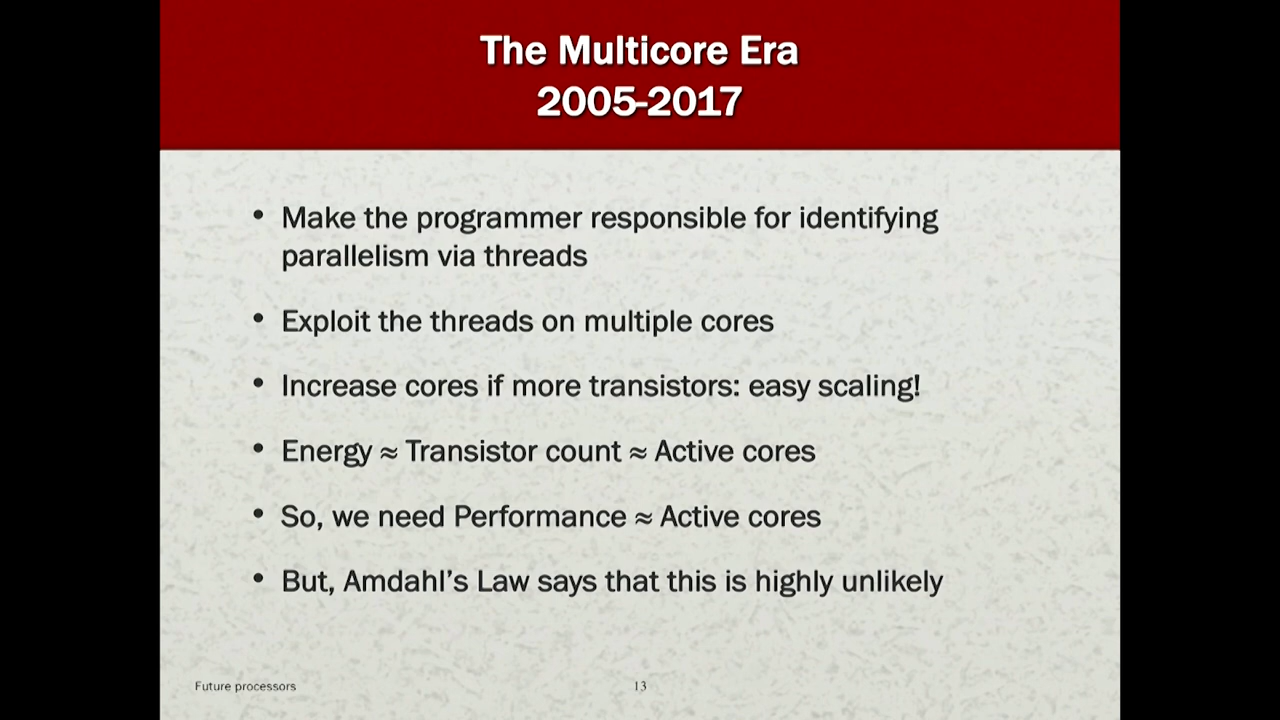 The Multicore Era
2005-2017
• Make the programmer responsible for identifying
parallelism via threads
• Exploit the threads on multiple cores
• Increase cores if more transistors: easy scaling!
• Energy ≈ Transistor count ≈ Active cores
• So, we need Performance ≈ Active cores
• But, Amdahl’s Law says that this is highly unlikely
Future processors
13